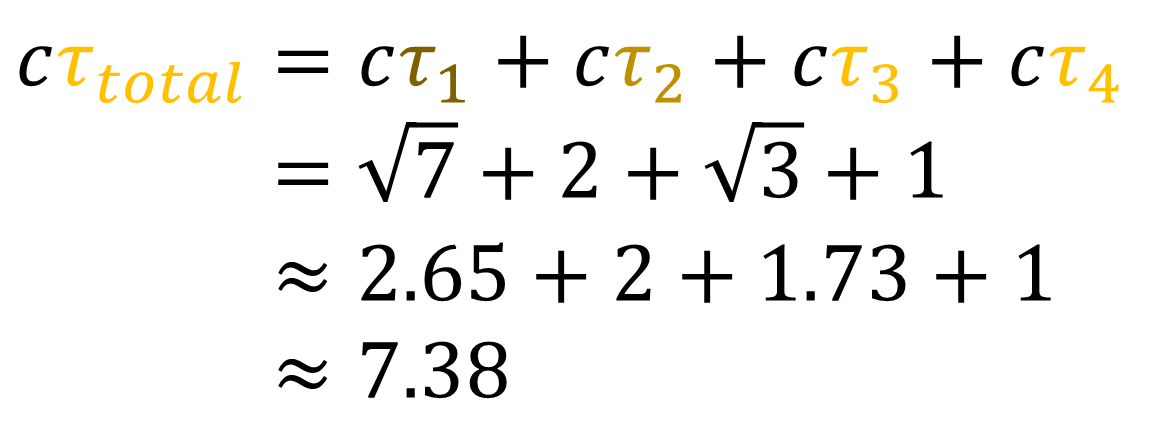 cτ_total = cτ_1 + cτ_2 + cτ_3 + cτ_4
= √7 + 2 + √3 + 1
≈ 2.65 + 2 + 1.73 + 1
≈ 7.38